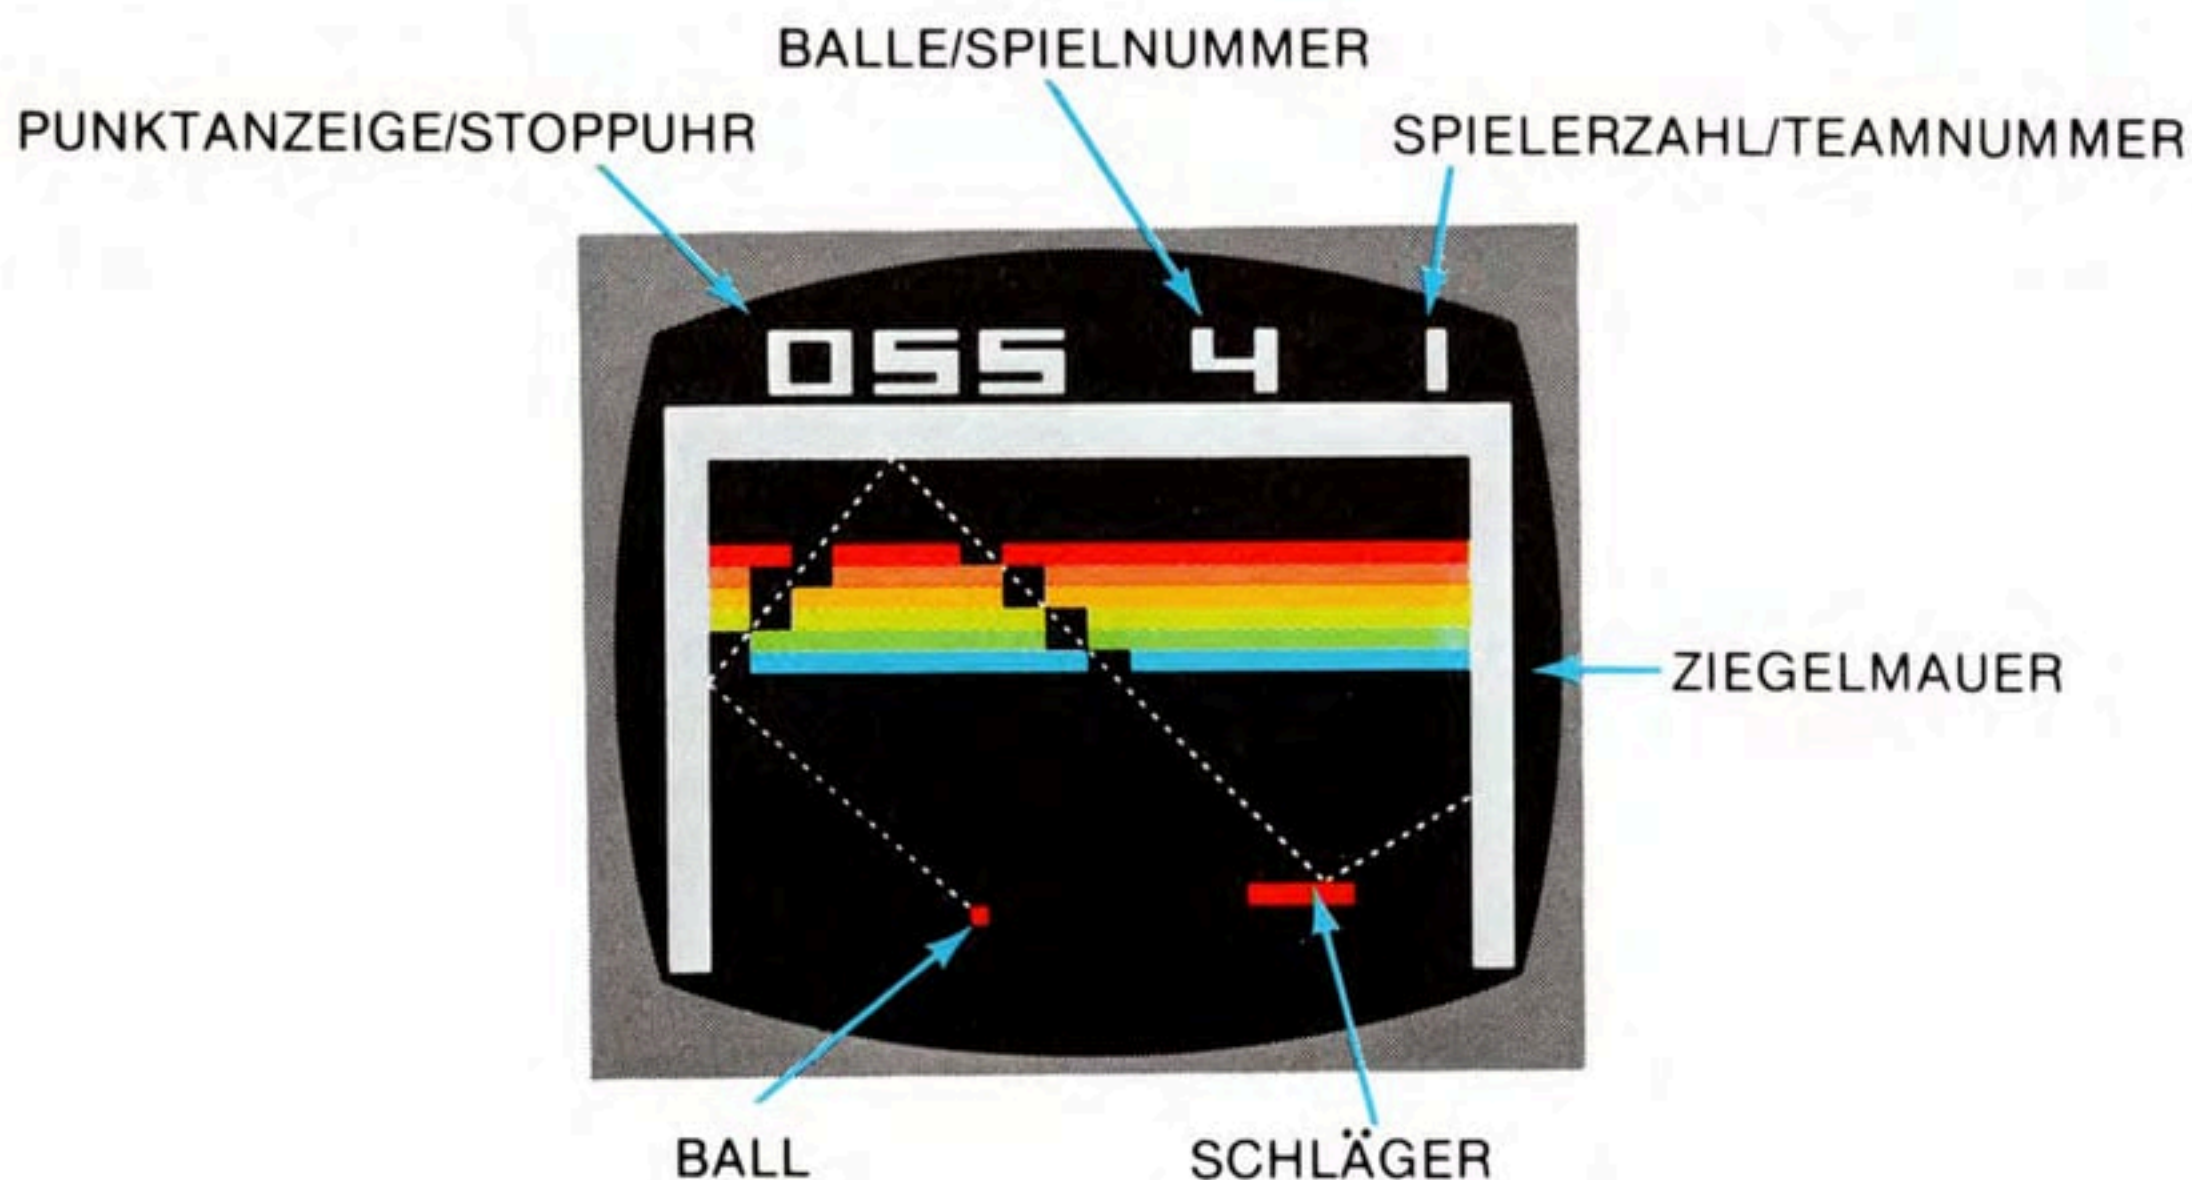 BALLE/SPIELNUMMER
PUNKTANZEIGE/STOPPUHR
SPIELERZAHL/TEAMNUMMER
055 4 1
ZIEGELMAUER
BALL
SCHLÄGER